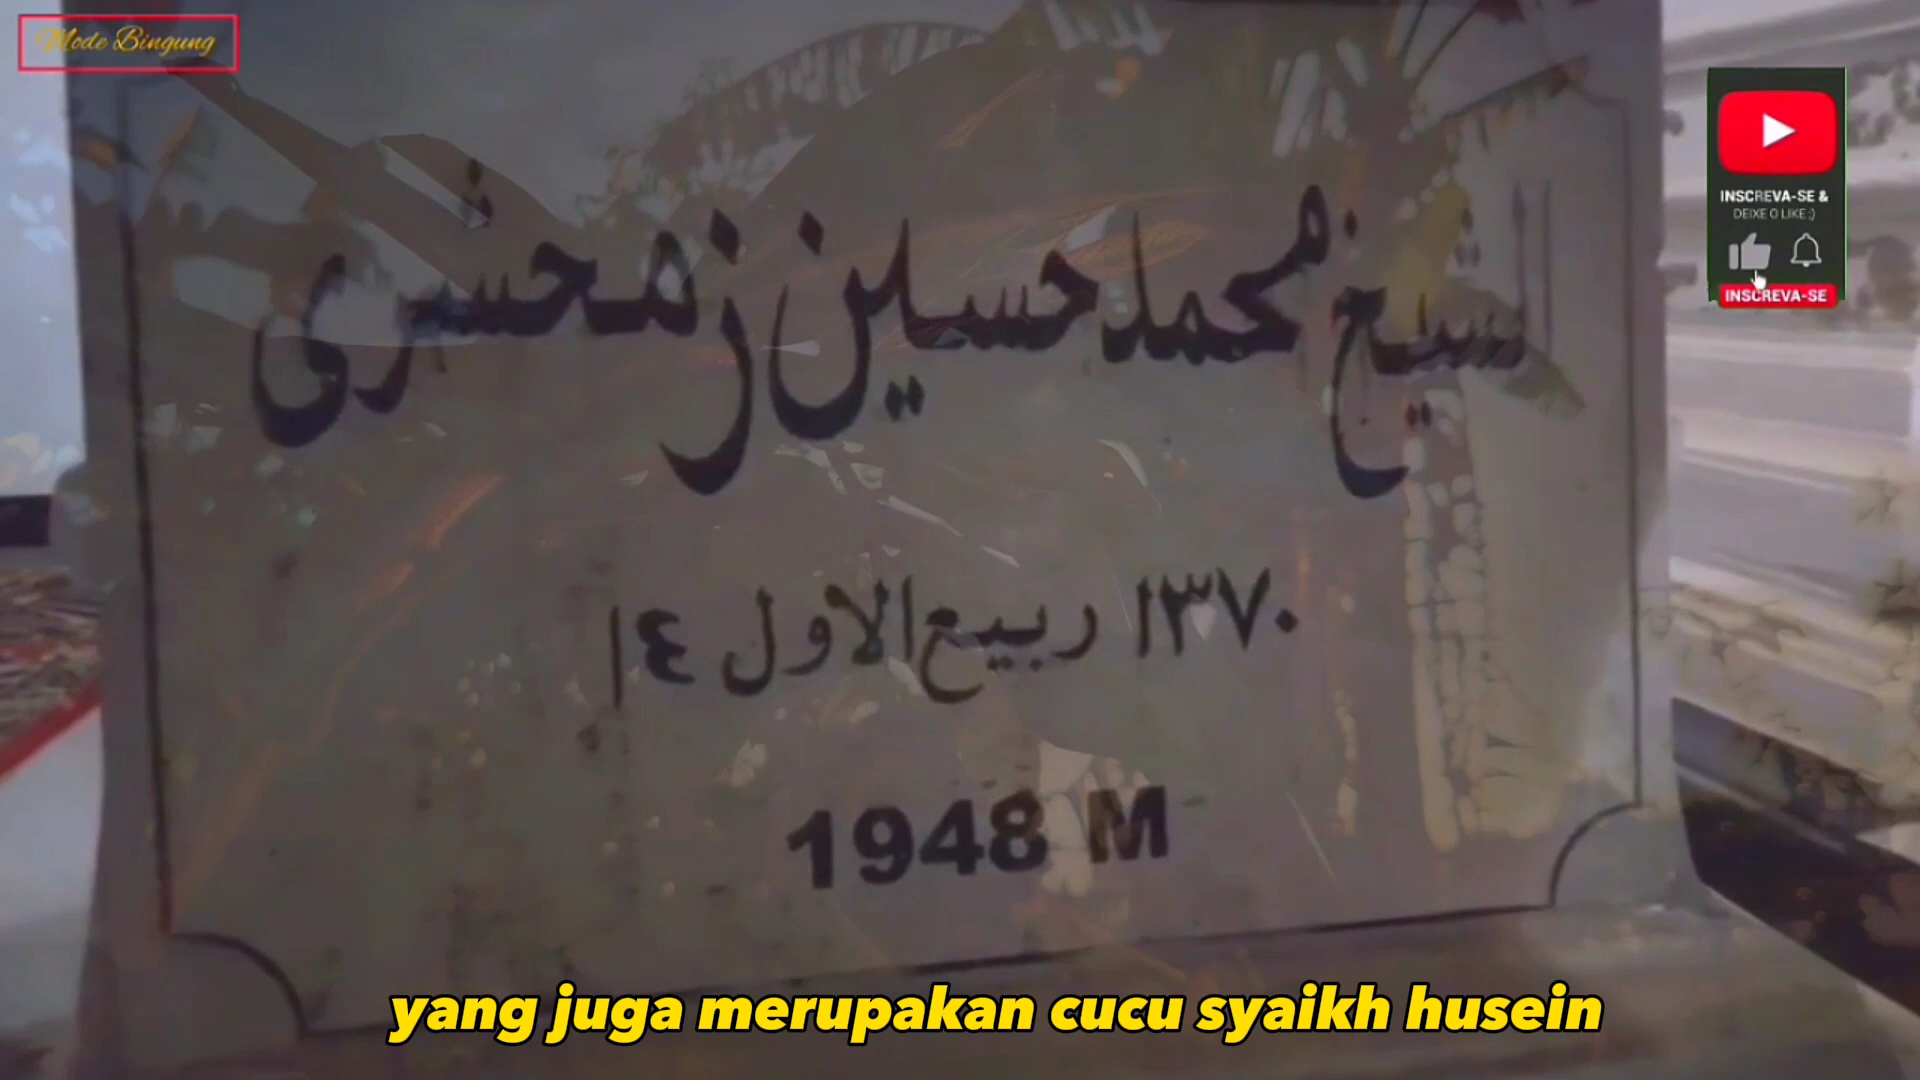 Mode Bingung
INSCREVA-SE &
DEIXE O LIKE ;)
INSCREVA-SE
الشيخ محمد حسين زمحشرى
١٤ ربيع الاول ١٣٧٠
1948 M
yang juga merupakan cucu syaikh husein